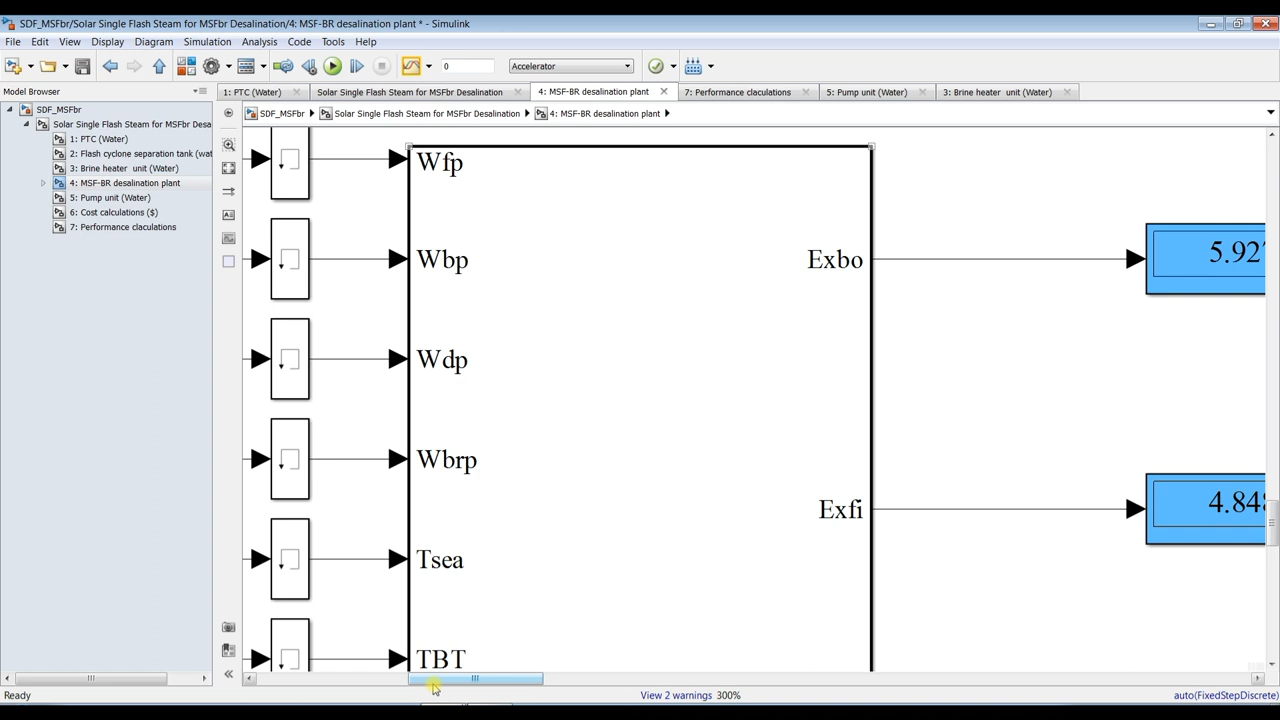 SDF_MSFbr/Solar Single Flash Steam for MSFbr Desalination/4: MSF-BR desalination plant * - Simulink
File Edit View Display Diagram Simulation Analysis Code Tools Help
0 Accelerator
Model Browser
1: PTC (Water) Solar Single Flash Steam for MSFbr Desalination 4: MSF-BR desalination plant 7: Performance claculations 5: Pump unit (Water) 3: Brine heater unit (Water)
SDF_MSFbr Solar Single Flash Steam for MSFbr Desalination 4: MSF-BR desalination plant
SDF_MSFbr
Solar Single Flash Steam for MSFbr Desa
1: PTC (Water)
2: Flash cyclone separation tank (wat
3: Brine heater unit (Water)
4: MSF-BR desalination plant
5: Pump unit (Water)
6: Cost calculations ($)
7: Performance claculations
Wfp
Wbp
Exbo
5.927
Wdp
Wbrp
Exfi
4.848
Tsea
TBT
Ready View 2 warnings 300% auto(FixedStepDiscrete)